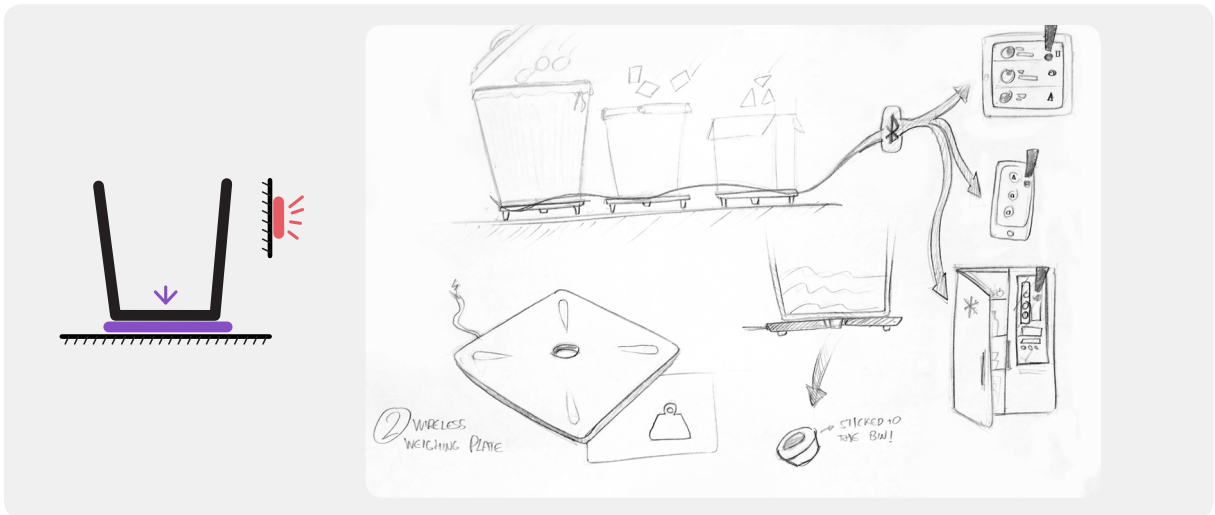 2 WIRELESS
WEIGHING PLATE
STICKED TO
THE BIN!
A
A